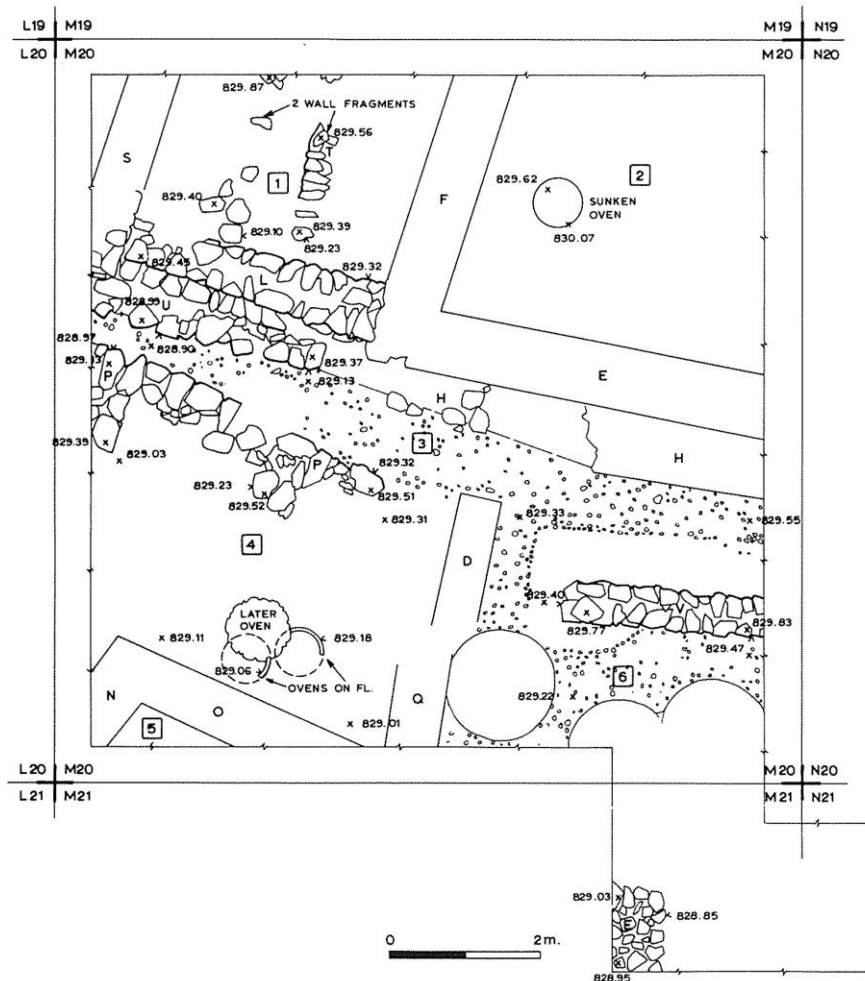 L19 M19
L20 M20
M19 N19
M20 N20
829.87
2 WALL FRAGMENTS
829.56
T
S
1
2
F
829.62
SUNKEN
OVEN
830.07
829.40
829.10
829.39
829.23
829.45
829.32
L
828.99
U
828.97
829.13
828.90
829.37
829.13
P
E
H
829.39
829.03
3
H
829.23
P
829.32
829.52
829.51
829.31
829.33
829.55
4
D
LATER
OVEN
829.40
829.77
V
829.83
829.11
829.18
829.47
829.06
OVENS ON FL.
829.22
6
N
O
Q
829.01
5
L20 M20
L21 M21
M20 N20
M21 N21
829.03
828.85
E
828.95
0 2m.